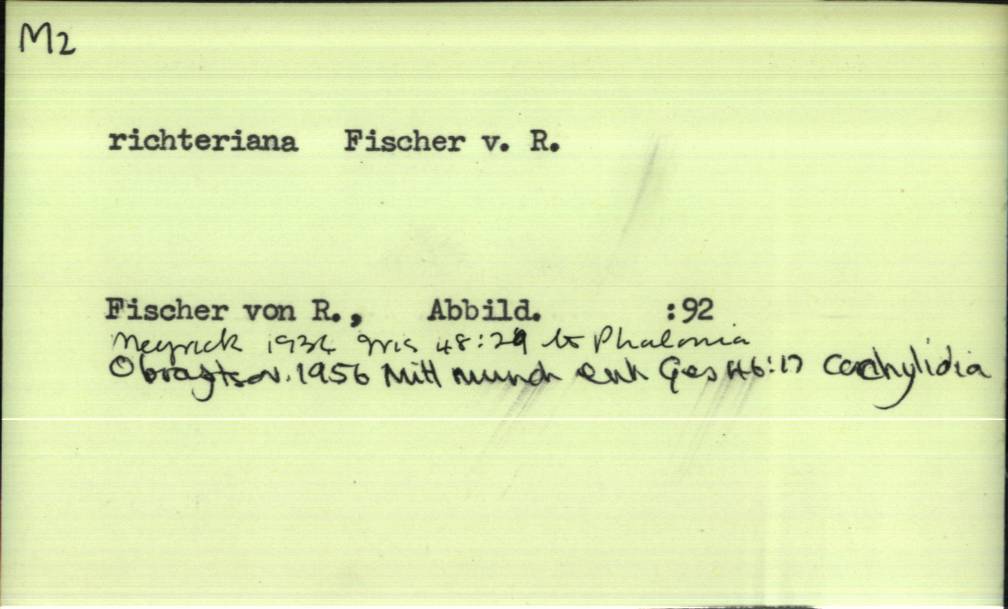 M2
richteriana Fischer v. R.
Fischer von R., Abbild. :92
Meyrick 1934 Iris 48:29 to Phalonia
Obraztsov. 1956 Mitt munch ent Ges 46:17 cochylidia